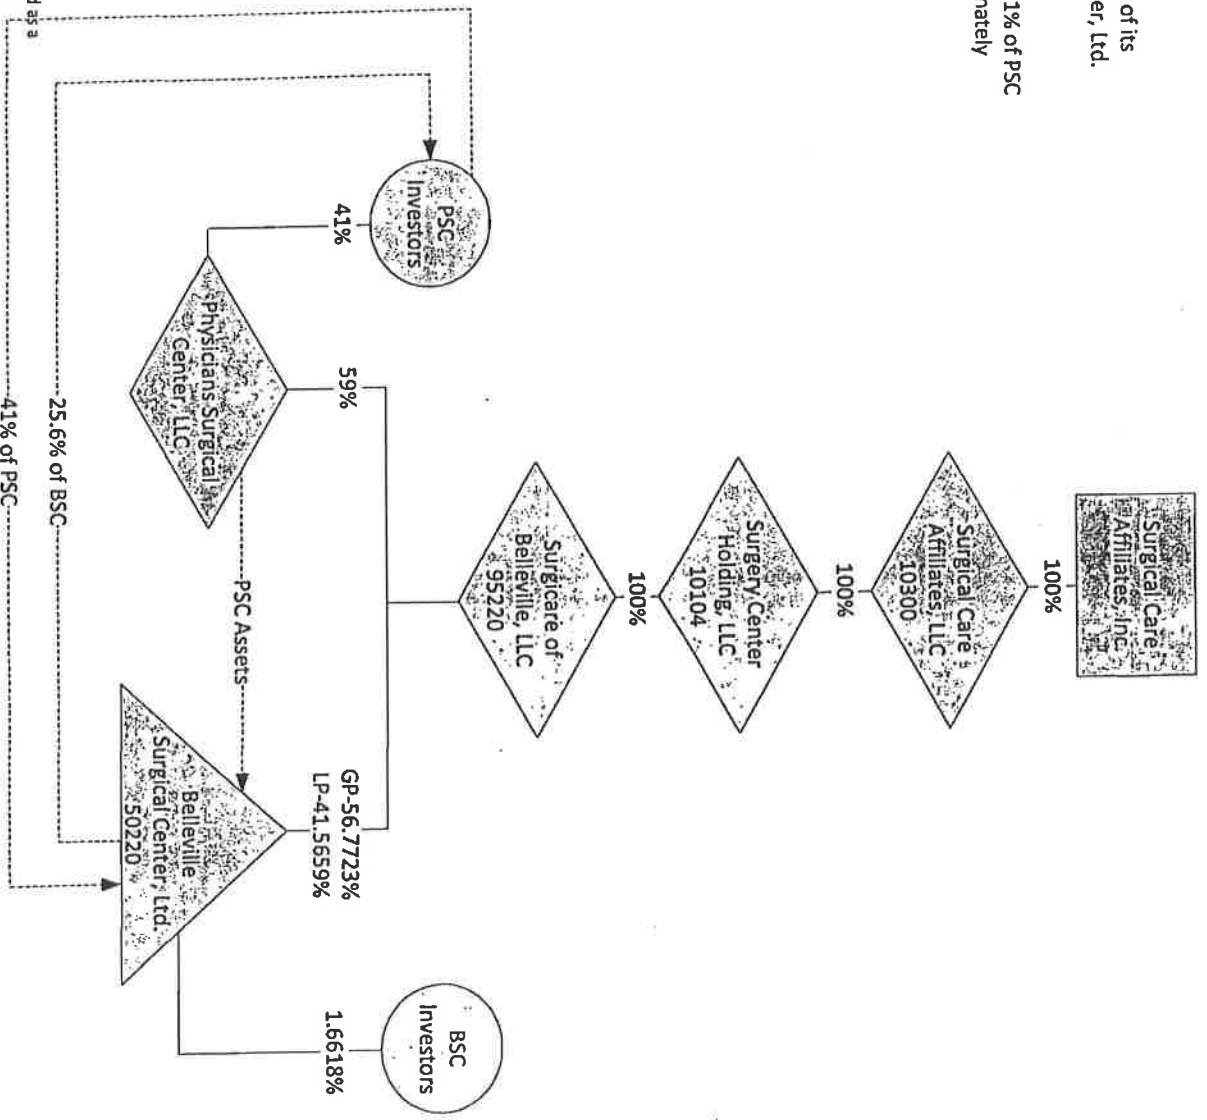 of its
er, Ltd.
1% of PSC
nately
Surgical Care
Affiliates, Inc.
100%
Surgical Care
Affiliates, LLC
10300
100%
Surgery Center
Holding, LLC
10104
100%
Surgicare of
Belleville, LLC
95220
PSC
Investors
41%
59%
GP-56.7723%
LP-41.5659%
BSC
Investors
1.6618%
Physicians Surgical
Center, LLC
PSC Assets
Belleville
Surgical Center, Ltd.
50220
25.6% of BSC
41% of PSC
d as a